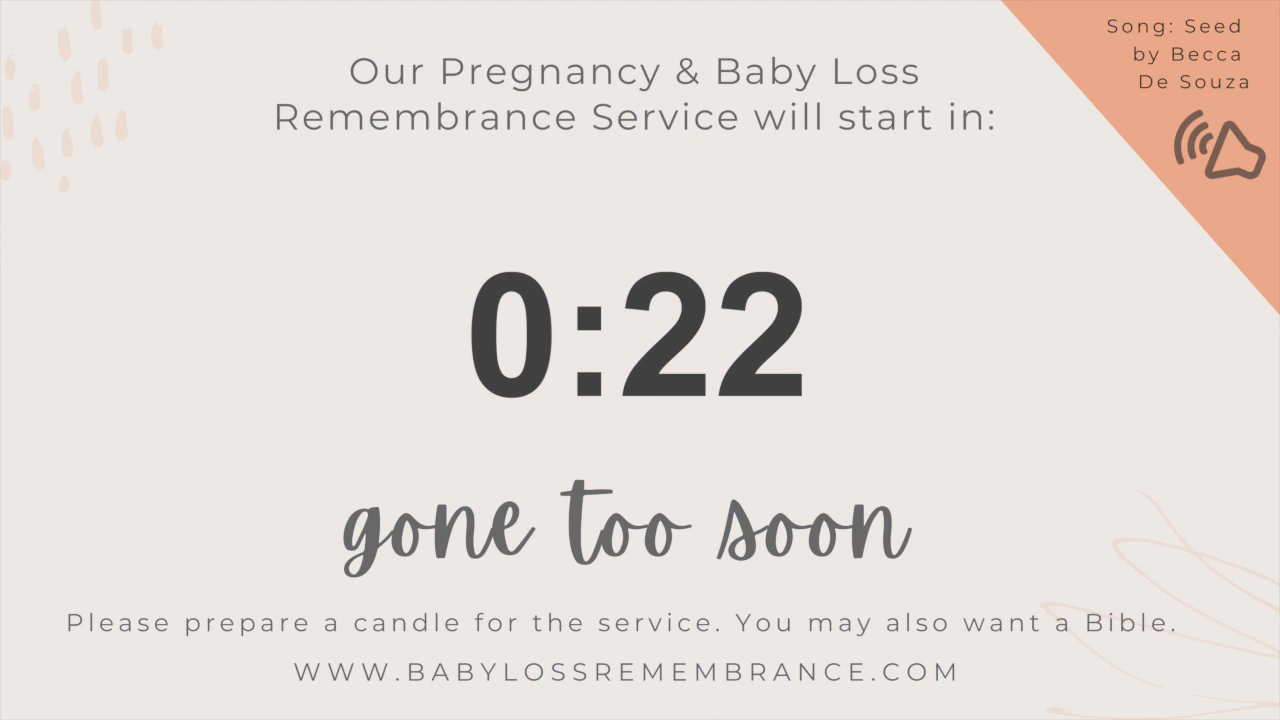 Song: Seed
by Becca
De Souza
Our Pregnancy & Baby Loss
Remembrance Service will start in:
0:22
gone too soon
Please prepare a candle for the service. You may also want a Bible.
WWW.BABYLOSSREMEMBRANCE.COM